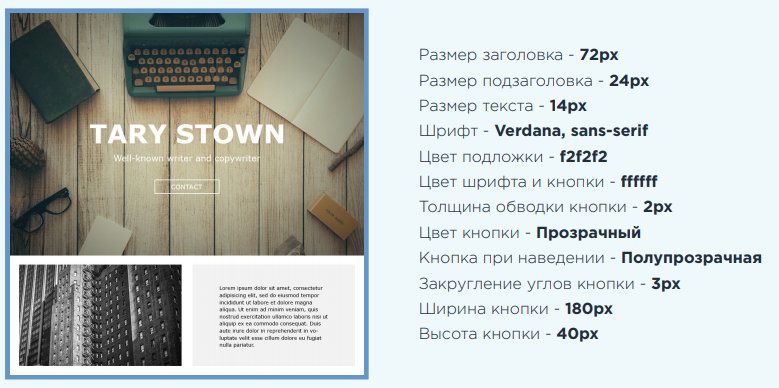 TARY STOWN
Well-known writer and copywriter
CONTACT
Lorem ipsum dolor sit amet, consectetur
adipisicing elit, sed do eiusmod tempor
incididunt ut labore et dolore magna
aliqua. Ut enim ad minim veniam, quis
nostrud exercitation ullamco laboris nisi ut
aliquip ex ea commodo consequat. Duis
aute irure dolor in reprehenderit in vo-
luptate velit esse cillum dolore eu fugiat
nulla pariatur.
Размер заголовка - 72px
Размер подзаголовка - 24px
Размер текста - 14px
Шрифт - Verdana, sans-serif
Цвет подложки - f2f2f2
Цвет шрифта и кнопки - ffffff
Толщина обводки кнопки - 2px
Цвет кнопки - Прозрачный
Кнопка при наведении - Полупрозрачная
Закругление углов кнопки - 3px
Ширина кнопки - 180px
Высота кнопки - 40px